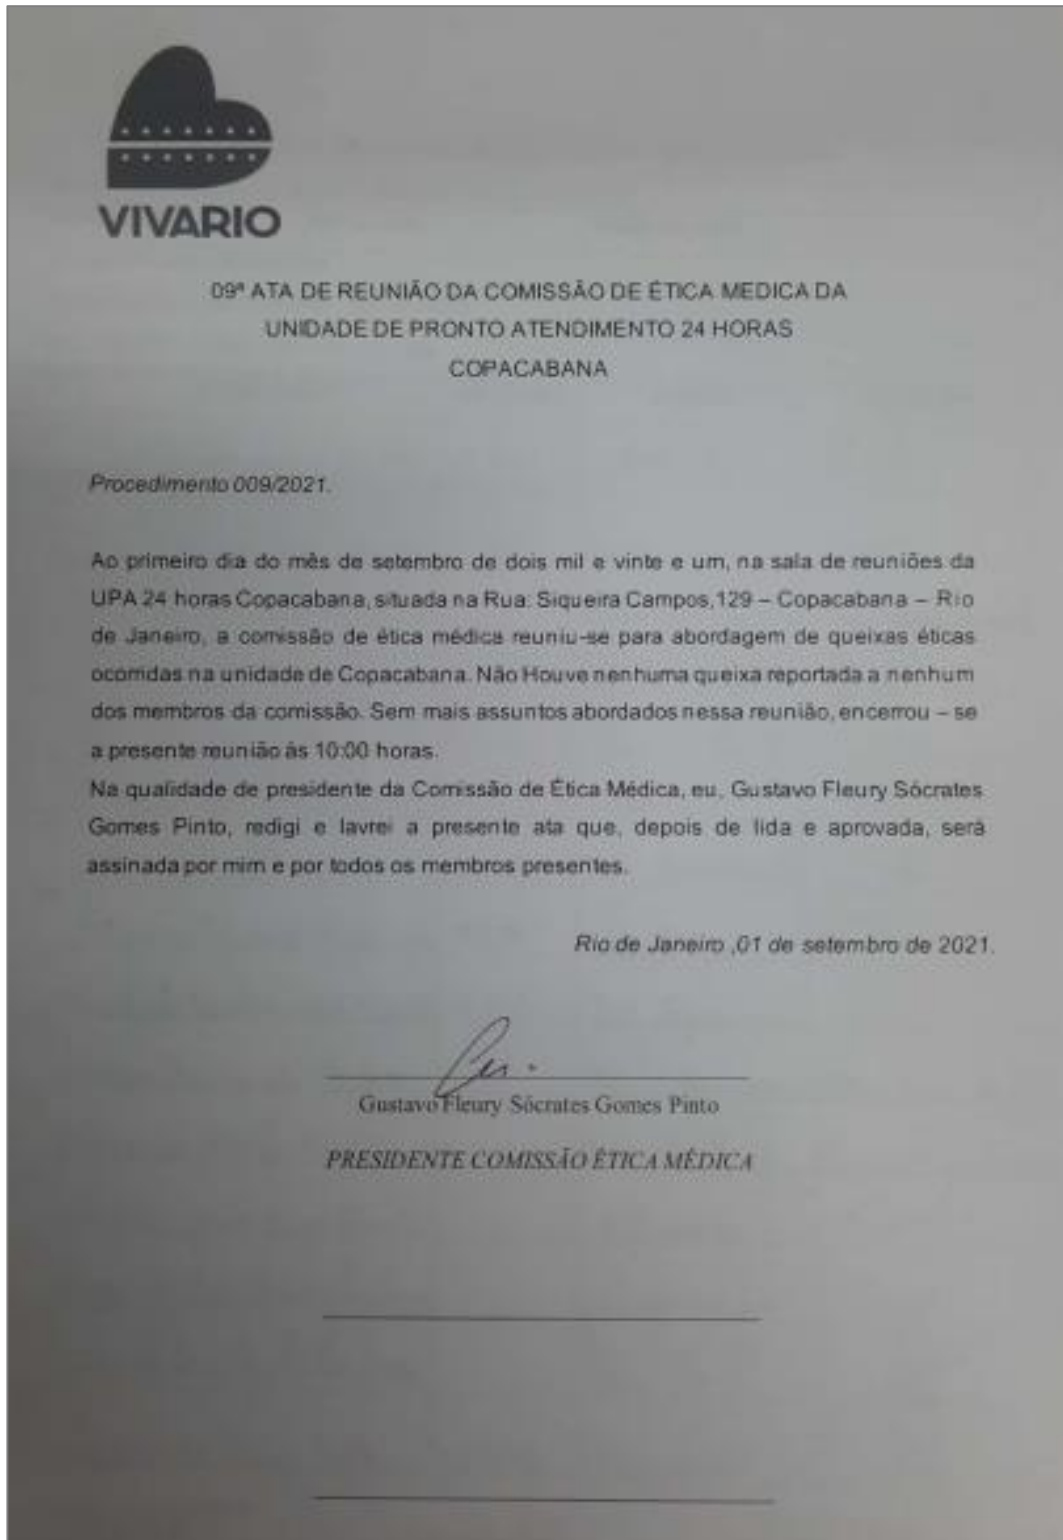 VIVARIO
09ª ATA DE REUNIÃO DA COMISSÃO DE ÉTICA MEDICA DA
UNIDADE DE PRONTO ATENDIMENTO 24 HORAS
COPACABANA
Procedimento 009/2021.
Ao primeiro dia do mês de setembro de dois mil e vinte e um, na sala de reuniões da
UPA 24 horas Copacabana, situada na Rua: Siqueira Campos,129 – Copacabana – Rio
de Janeiro, a comissão de ética médica reuniu-se para abordagem de queixas éticas
ocorridas na unidade de Copacabana. Não Houve nenhuma queixa reportada a nenhum
dos membros da comissão. Sem mais assuntos abordados nessa reunião, encerrou – se
a presente reunião às 10:00 horas.
Na qualidade de presidente da Comissão de Ética Médica, eu, Gustavo Fleury Sócrates
Gomes Pinto, redigi e lavrei a presente ata que, depois de lida e aprovada, será
assinada por mim e por todos os membros presentes.
Rio de Janeiro ,01 de setembro de 2021.
Gustavo Fleury Sócrates Gomes Pinto
PRESIDENTE COMISSÃO ÉTICA MÉDICA